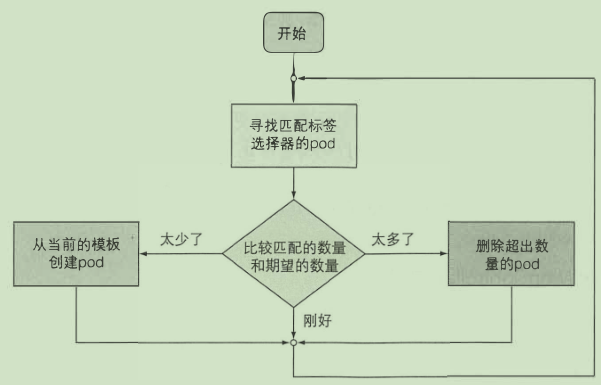 开始
寻找匹配标签
选择器的pod
比较匹配的数量
和期望的数量
太少了
从当前的模板
创建pod
太多了
删除超出数
量的pod
刚好